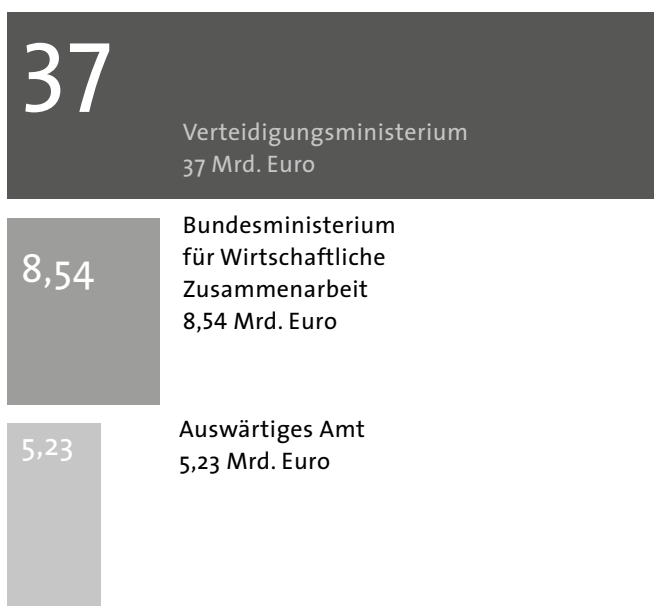 37
Verteidigungsministerium
37 Mrd. Euro
8,54
Bundesministerium
für Wirtschaftliche
Zusammenarbeit
8,54 Mrd. Euro
5,23
Auswärtiges Amt
5,23 Mrd. Euro